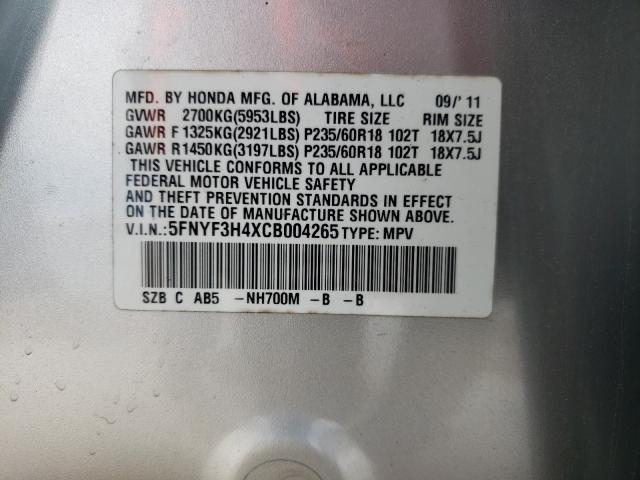 MFD. BY HONDA MFG. OF ALABAMA, LLC 09/'11
GVWR 2700KG(5953LBS) TIRE SIZE RIM SIZE
GAWR F 1325KG(2921LBS) P235/60R18 102T 18X7.5J
GAWR R1450KG(3197LBS) P235/60R18 102T 18X7.5J
THIS VEHICLE CONFORMS TO ALL APPLICABLE
FEDERAL MOTOR VEHICLE SAFETY
AND THEFT PREVENTION STANDARDS IN EFFECT
ON THE DATE OF MANUFACTURE SHOWN ABOVE.
V.I.N.:5FNYF3H4XCB004265 TYPE: MPV
SZB C AB5 -NH700M -B -B